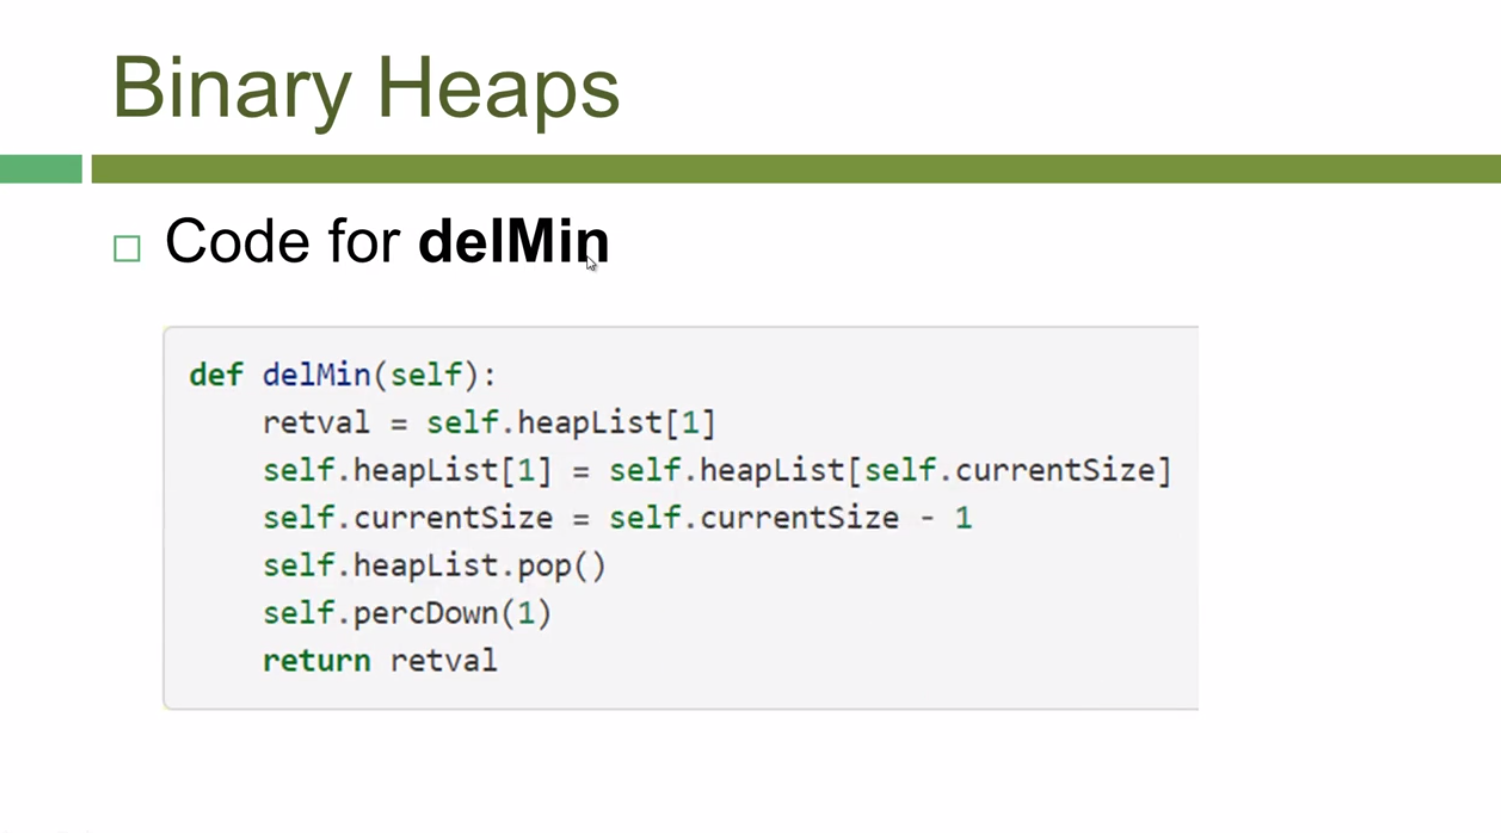 Binary Heaps
Code for delMin
def delMin(self):
    retval = self.heapList[1]
    self.heapList[1] = self.heapList[self.currentSize]
    self.currentSize = self.currentSize - 1
    self.heapList.pop()
    self.percDown(1)
    return retval